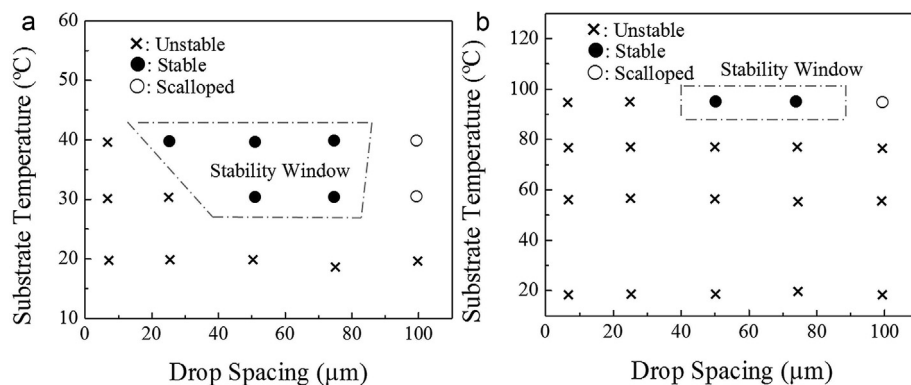 a
60
50
40
30
20
10
0
20
40
60
80
100
Substrate Temperature (°C)
Drop Spacing (µm)
×: Unstable
●: Stable
○: Scalloped
Stability Window
b
120
100
80
60
40
20
0
20
40
60
80
100
Substrate Temperature (°C)
Drop Spacing (µm)
×: Unstable
●: Stable
○: Scalloped
Stability Window